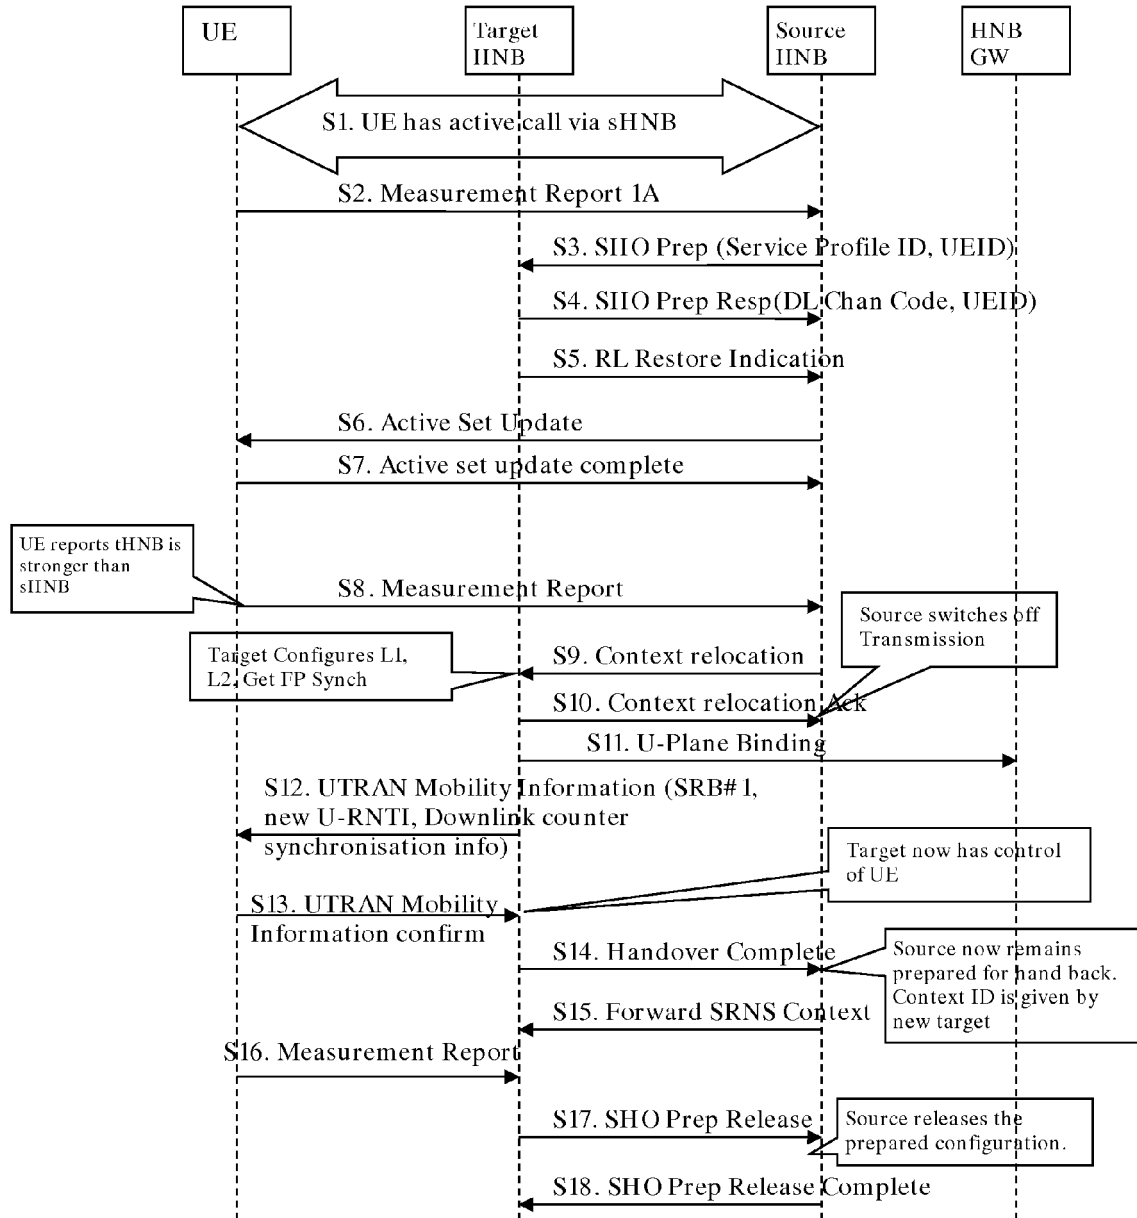 UE
Target
HNB
Source
HNB
HNB
GW
S1. UE has active call via sHNB
S2. Measurement Report 1A
S3. SHO Prep (Service Profile ID, UEID)
S4. SHO Prep Resp(DL Chan Code, UEID)
S5. RL Restore Indication
S6. Active Set Update
S7. Active set update complete
UE reports tHNB is
stronger than
sHNB
S8. Measurement Report
Source switches off
Transmission
Target Configures L1,
L2, Get FP Synch
S9. Context relocation
S10. Context relocation Ack
S11. U-Plane Binding
S12. UTRAN Mobility Information (SRB#1,
new U-RNTI, Downlink counter
synchronisation info)
Target now has control
of UE
S13. UTRAN Mobility
Information confirm
S14. Handover Complete
Source now remains
prepared for hand back.
Context ID is given by
new target
S15. Forward SRNS Context
S16. Measurement Report
S17. SHO Prep Release
Source releases the
prepared configuration.
S18. SHO Prep Release Complete